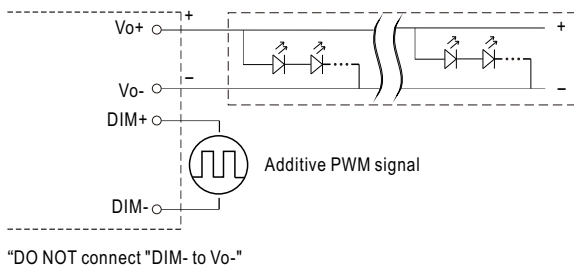 Vo+
+
+
Vo-
−
−
DIM+
Additive PWM signal
DIM-
“DO NOT connect "DIM- to Vo-"